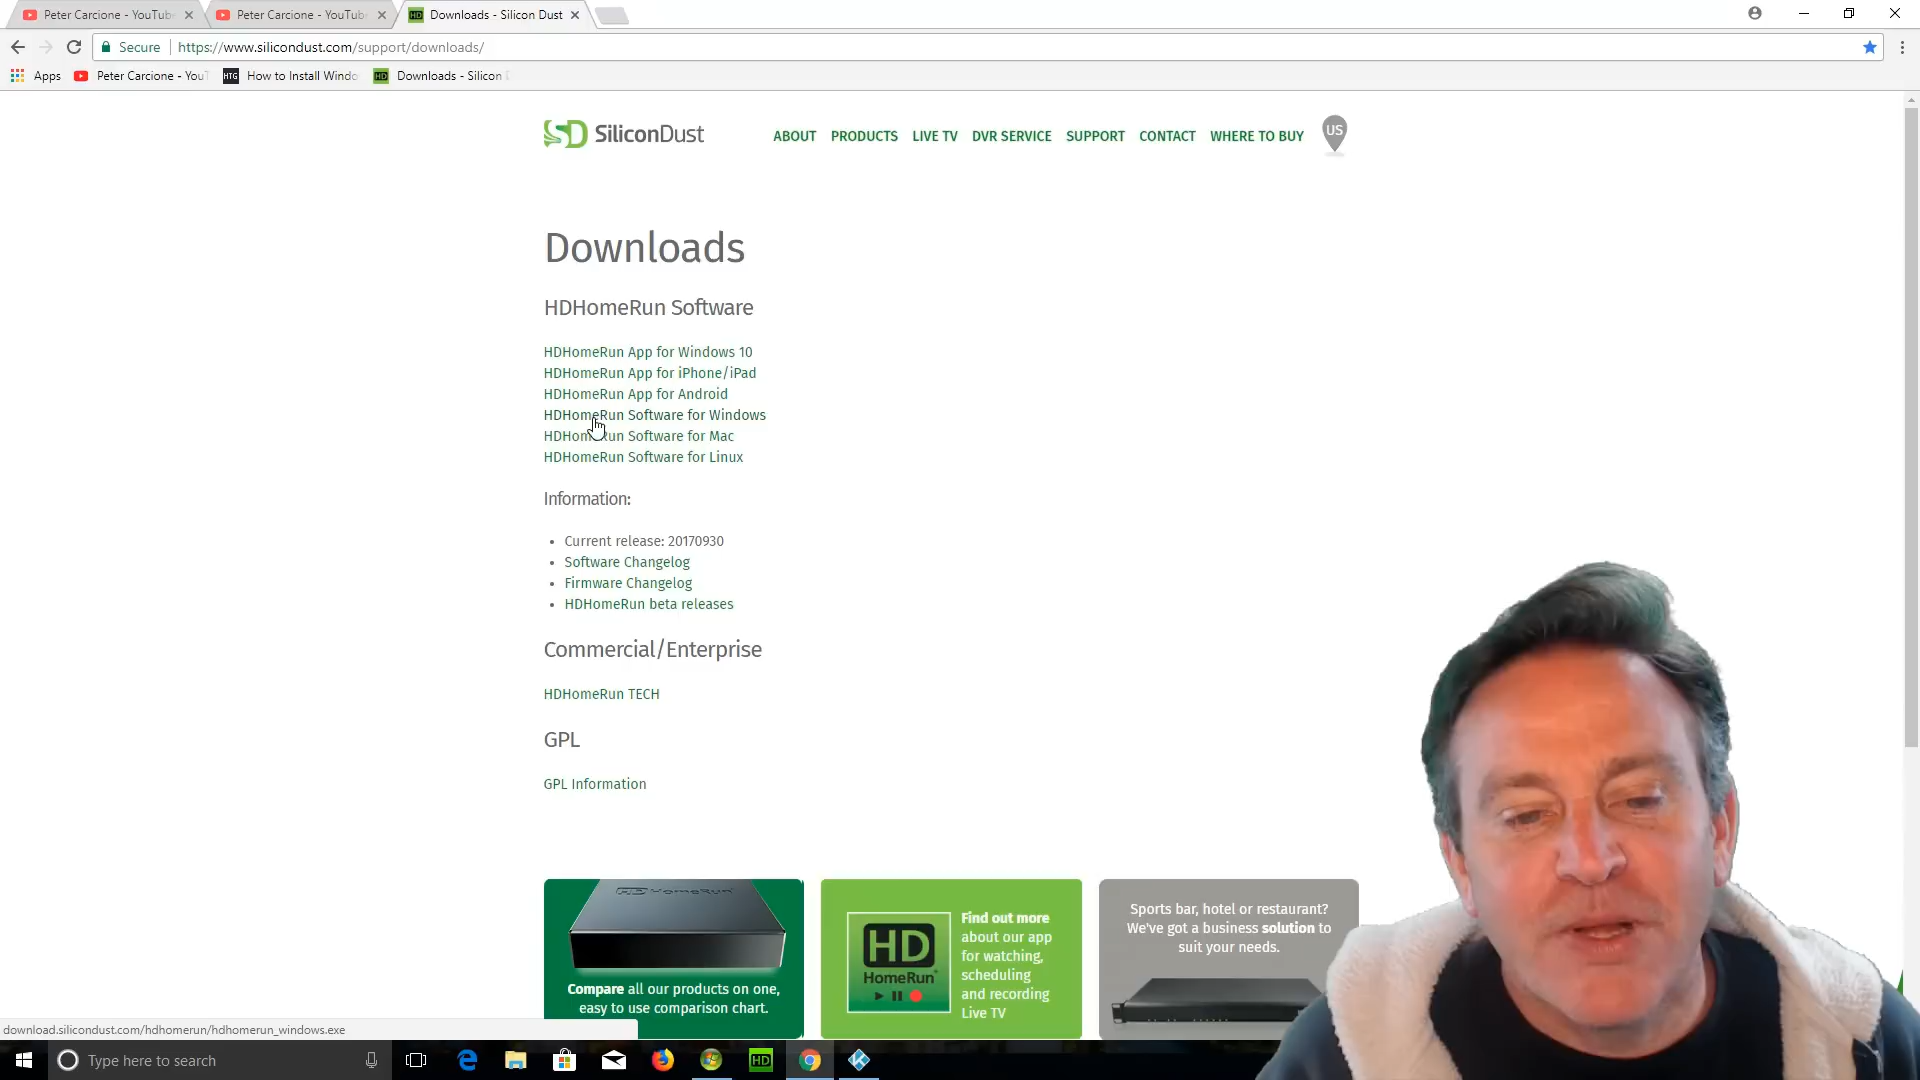 Peter Carcione - YouTube
Peter Carcione - YouTube
Downloads - Silicon Dust
Secure
https://www.silicondust.com/support/downloads/
Apps
Peter Carcione - YouT
HTG
How to Install Windo
HD
Downloads - Silicon
SD SiliconDust
ABOUT
PRODUCTS
LIVE TV
DVR SERVICE
SUPPORT
CONTACT
WHERE TO BUY
US
Downloads
HDHomeRun Software
HDHomeRun App for Windows 10
HDHomeRun App for iPhone/iPad
HDHomeRun App for Android
HDHomeRun Software for Windows
HDHomeRun Software for Mac
HDHomeRun Software for Linux
Information:
• Current release: 20170930
• Software Changelog
• Firmware Changelog
• HDHomeRun beta releases
Commercial/Enterprise
HDHomeRun TECH
GPL
GPL Information
HD HomeRun
Compare all our products on one,
easy to use comparison chart.
HD
HomeRun
Find out more
about our app
for watching,
scheduling
and recording
Live TV
Sports bar, hotel or restaurant?
We've got a business solution to
suit your needs.
download.silicondust.com/hdhomerun/hdhomerun_windows.exe
Type here to search
HD